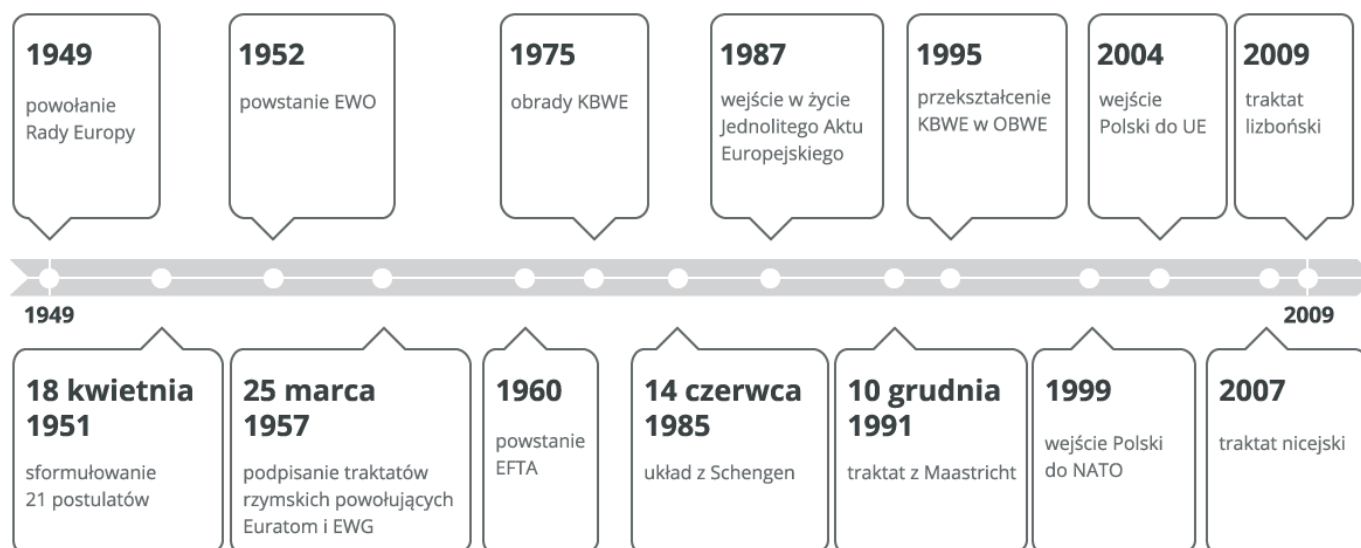 1949
powołanie
Rady Europy
1952
powstanie EWO
1975
obrady KBWE
1987
wejście w życie
Jednolitego Aktu
Europejskiego
1995
przekształcenie
KBWE w OBWE
2004
wejście
Polski do UE
2009
traktat
lizboński
1949
2009
18 kwietnia
1951
sformułowanie
21 postulatów
25 marca
1957
podpisanie traktatów
rzymskich powołujących
Euratom i EWG
1960
powstanie
EFTA
14 czerwca
1985
układ z Schengen
10 grudnia
1991
traktat z Maastricht
1999
wejście Polski
do NATO
2007
traktat nicejski